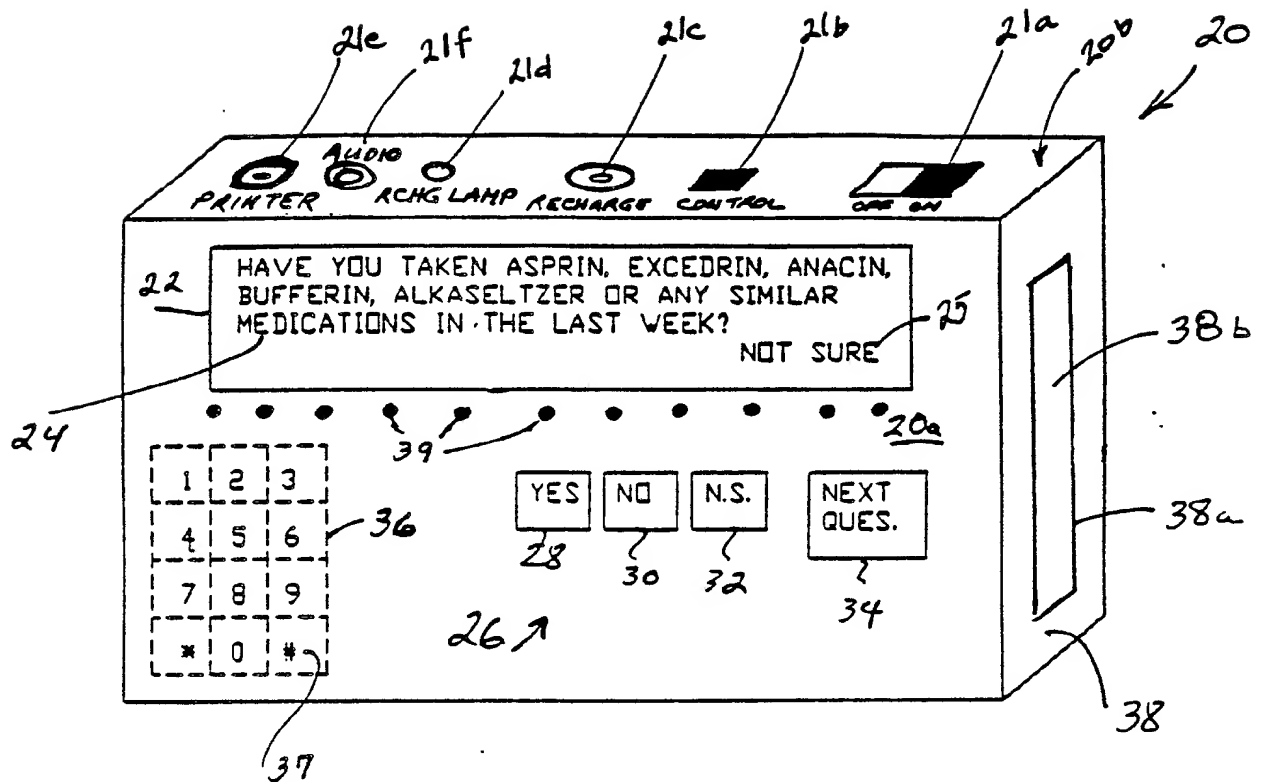 21e 21f 21d 21c 21b 21a 20b 20
AUDIO
PRINTER RCHG LAMP RECHARGE CONTROL OFF ON
HAVE YOU TAKEN ASPRIN, EXCEDRIN, ANACIN,
22 BUFFERIN, ALKASELTZER OR ANY SIMILAR
MEDICATIONS IN THE LAST WEEK?
NOT SURE 25
38b
24 39 20a
1 2 3
YES NO N.S. NEXT
QUES.
38a
4 5 6 36
28 30 32 34
7 8 9
26
* 0 #
38
37